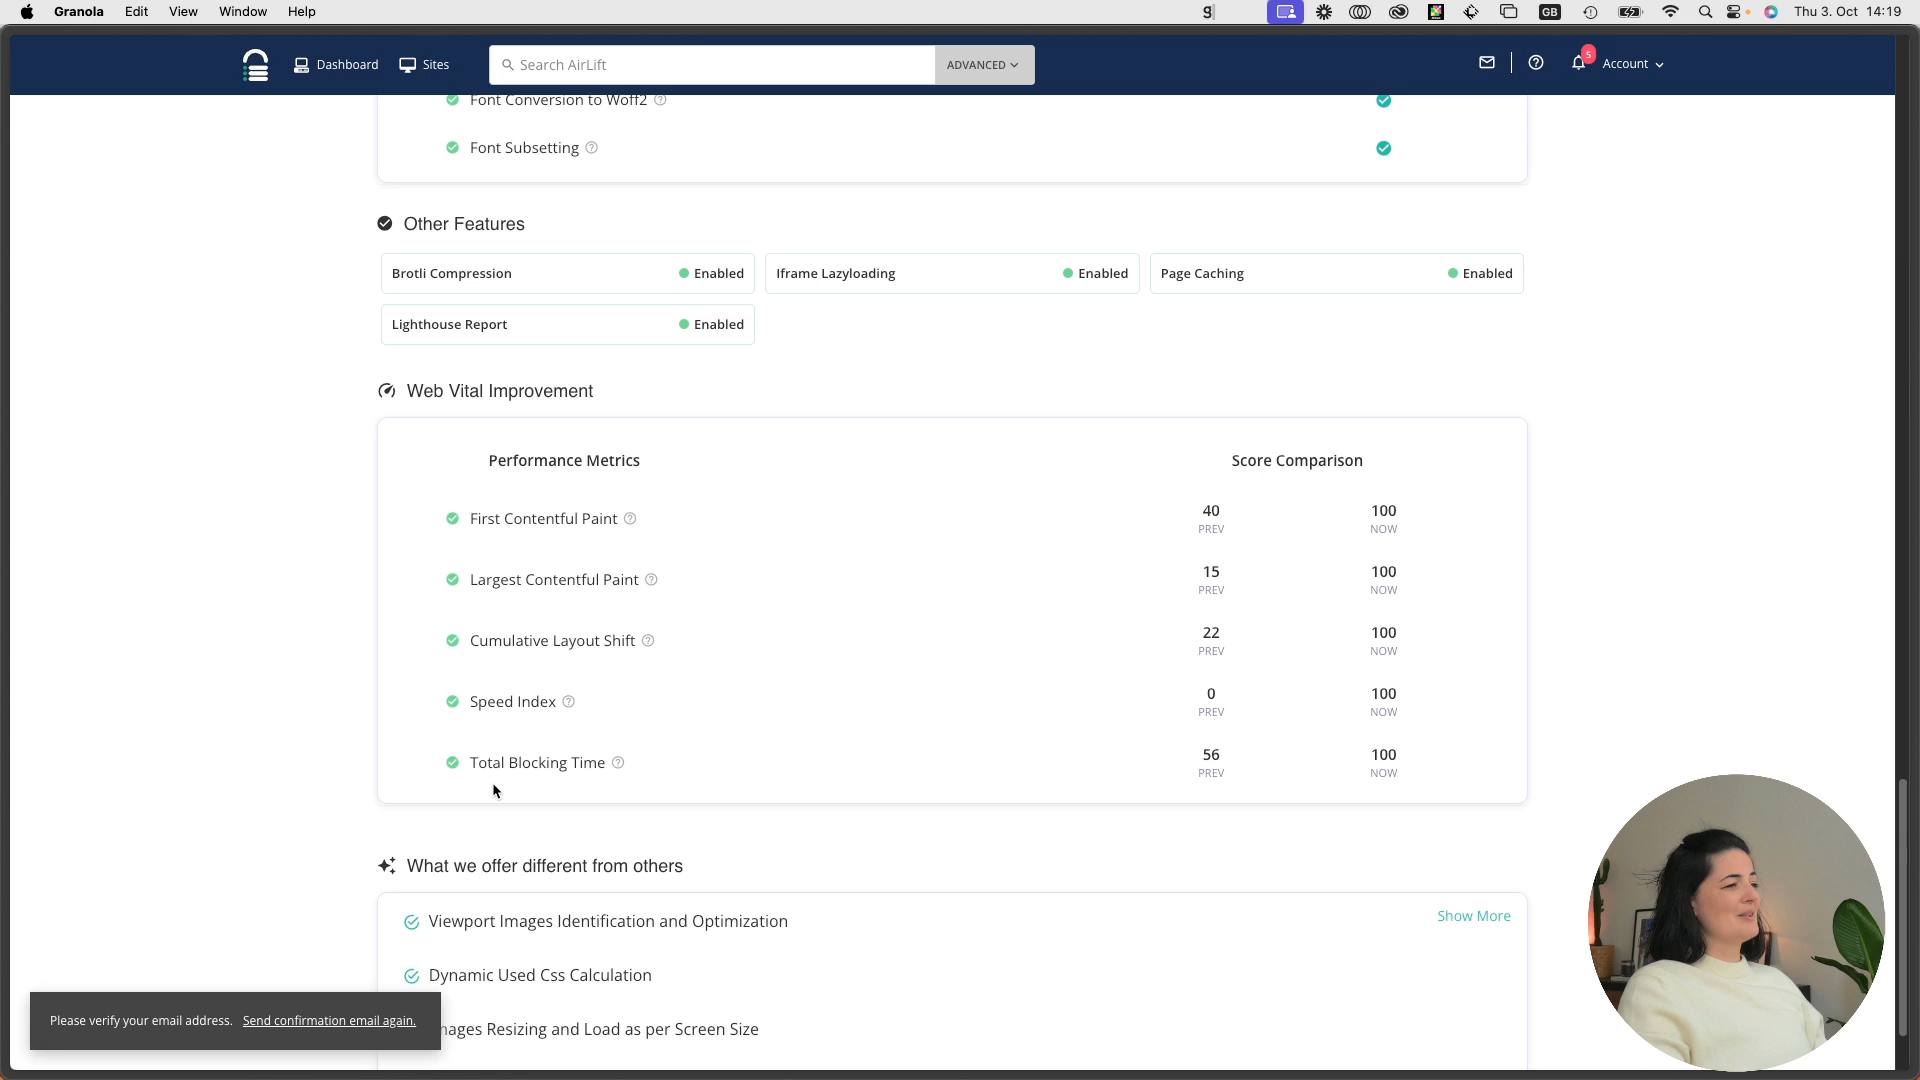 Granola Edit View Window Help
g GB Thu 3. Oct 14:19
Dashboard Sites Search AirLift ADVANCED 5 Account
Font Conversion to Woff2
Font Subsetting
Other Features
Brotli Compression Enabled Iframe Lazyloading Enabled Page Caching Enabled
Lighthouse Report Enabled
Web Vital Improvement
Performance Metrics Score Comparison
First Contentful Paint 40 100
PREV NOW
Largest Contentful Paint 15 100
PREV NOW
Cumulative Layout Shift 22 100
PREV NOW
Speed Index 0 100
PREV NOW
Total Blocking Time 56 100
PREV NOW
What we offer different from others
Viewport Images Identification and Optimization Show More
Dynamic Used Css Calculation
mages Resizing and Load as per Screen Size
Please verify your email address. Send confirmation email again.